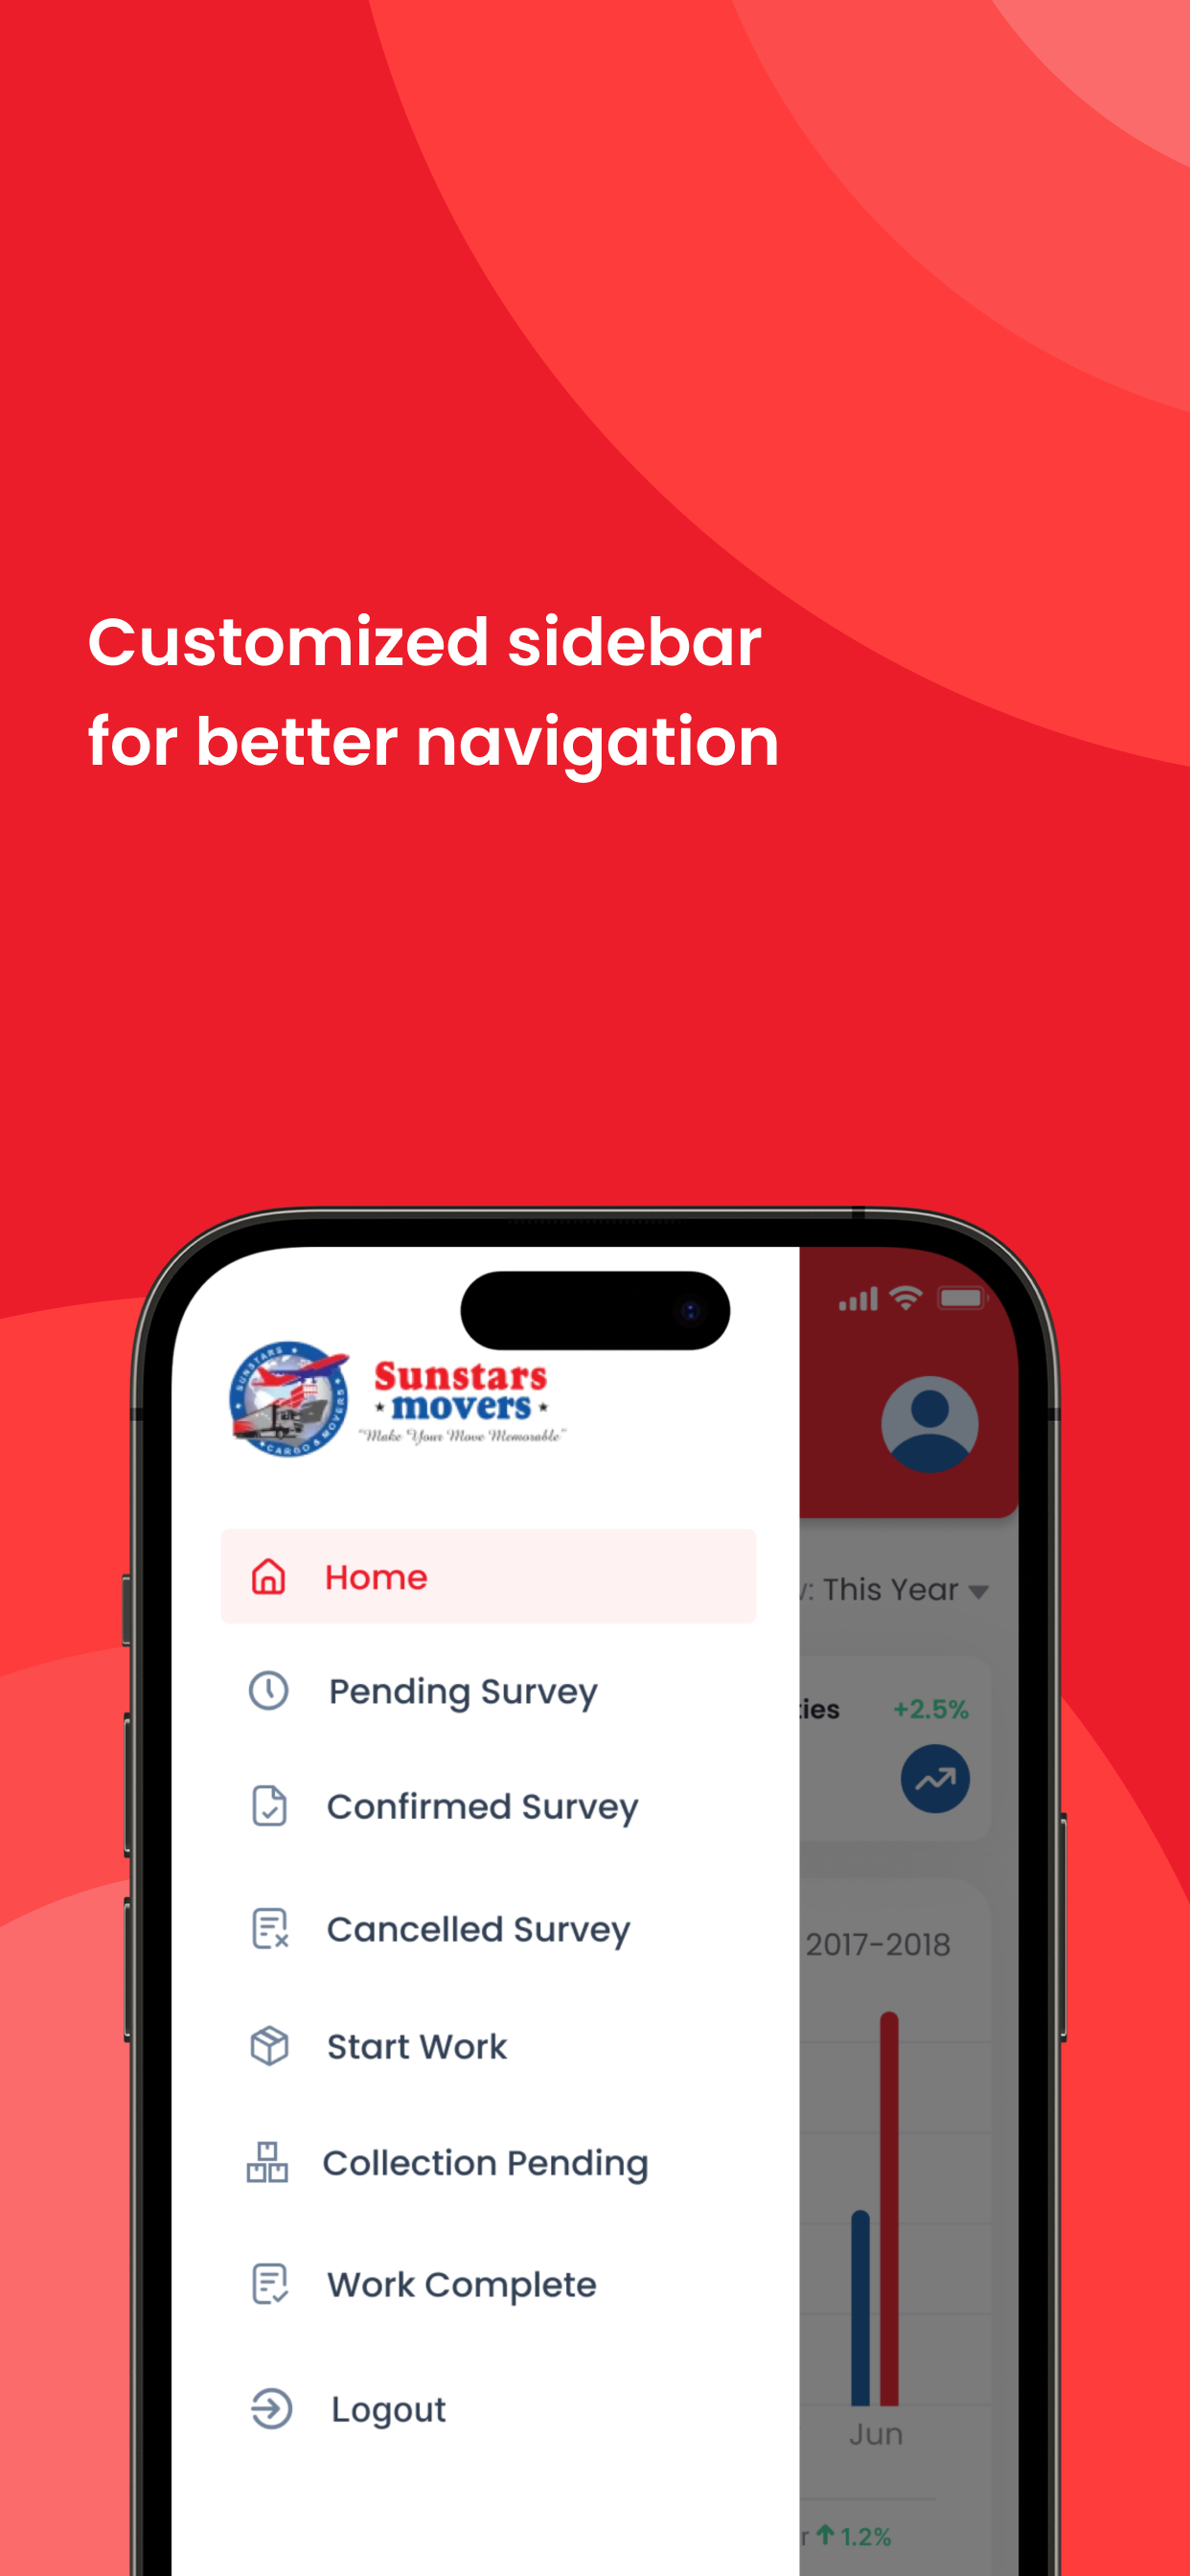 Customized sidebar
for better navigation
SUNSTARS
CARGO & MOVERS
Sunstars
movers
"Make Your Move Memorable"
Home
Pending Survey
Confirmed Survey
Cancelled Survey
Start Work
Collection Pending
Work Complete
Logout
: This Year
ties
+2.5%
2017-2018
Jun
r
1.2%